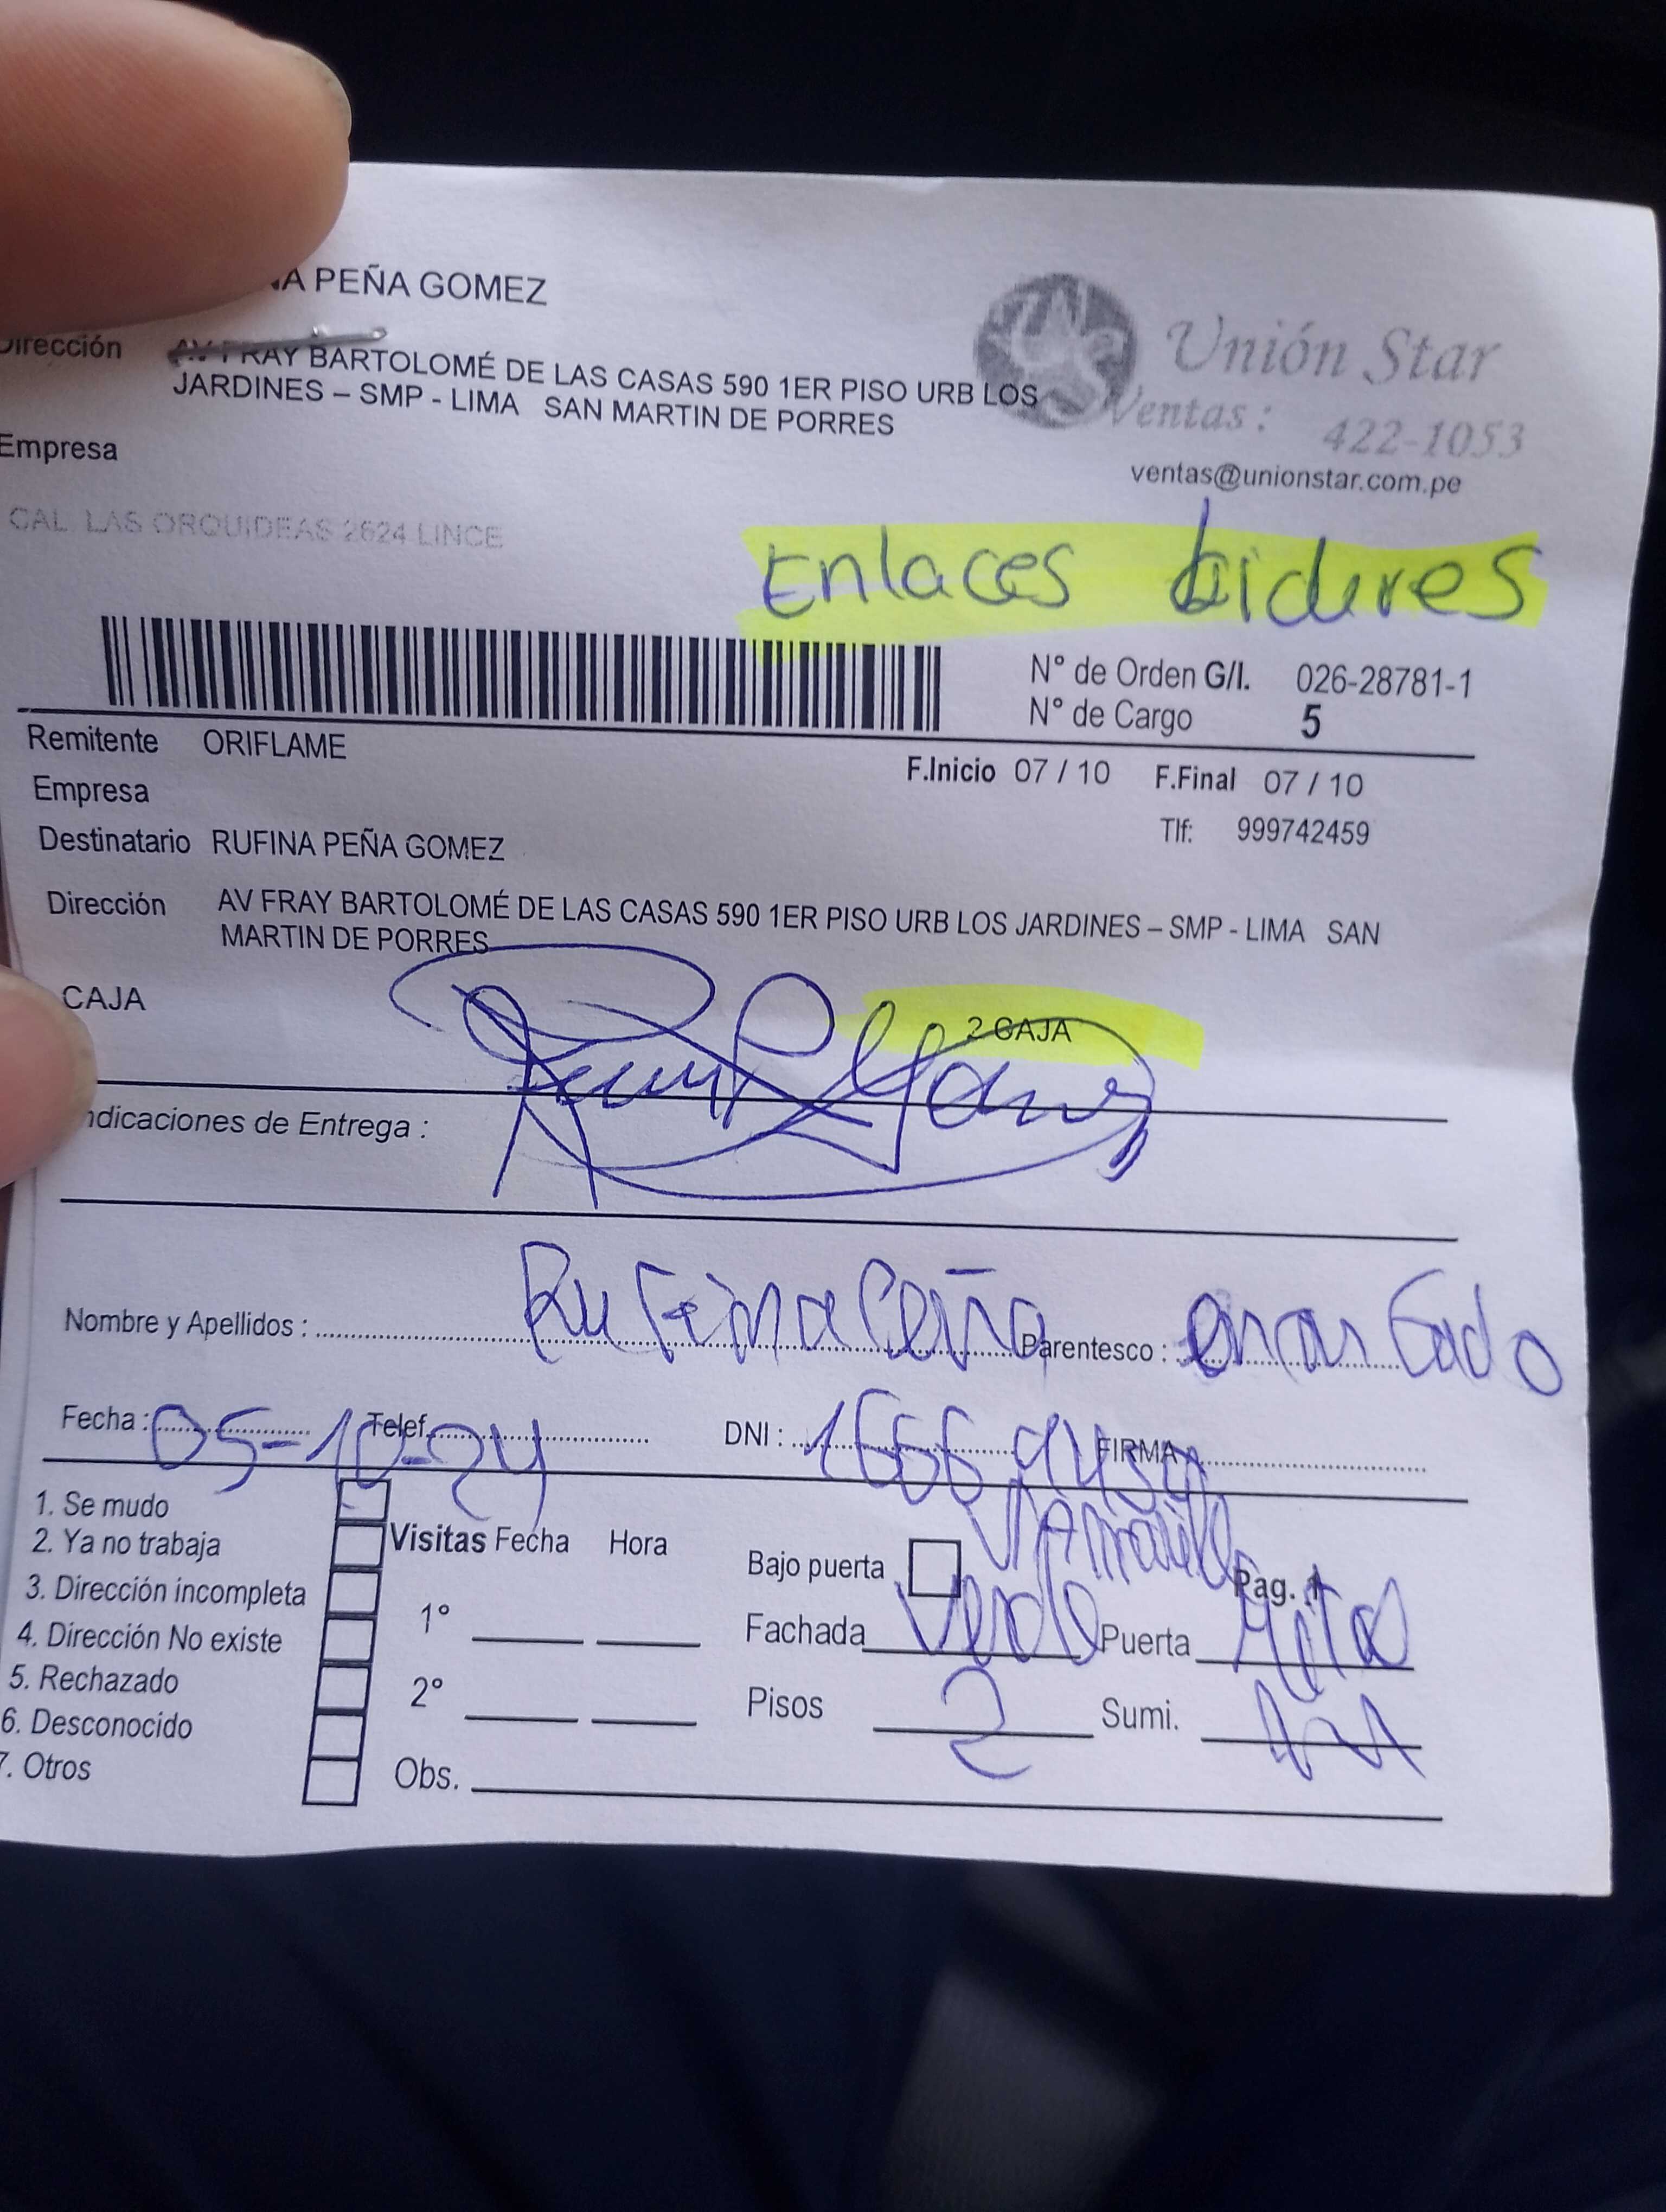 A PEÑA GOMEZ
Dirección AV FRAY BARTOLOMÉ DE LAS CASAS 590 1ER PISO URB LOS
JARDINES – SMP - LIMA SAN MARTIN DE PORRES
Unión Star
Ventas : 422-1053
ventas@unionstar.com.pe
Empresa
CAL LAS ORQUIDEAS 2624 LINCE
Enlaces Lideres
N° de Orden G/I. 026-28781-1
N° de Cargo 5
Remitente ORIFLAME
F.Inicio 07 / 10 F.Final 07 / 10
Empresa
Tlf: 999742459
Destinatario RUFINA PEÑA GOMEZ
Dirección AV FRAY BARTOLOMÉ DE LAS CASAS 590 1ER PISO URB LOS JARDINES – SMP - LIMA SAN
MARTIN DE PORRES
CAJA 2 CAJA
ndicaciones de Entrega :
Nombre y Apellidos : Rufina Peña Parentesco :
Fecha : 05-10-24 Telef. DNI : FIRMA
1. Se mudo
2. Ya no trabaja
3. Dirección incompleta
4. Dirección No existe
5. Rechazado
6. Desconocido
7. Otros
Visitas Fecha Hora
1°
2°
Obs.
Bajo puerta Pag. 1
Fachada Verde Puerta
Pisos 2 Sumi.